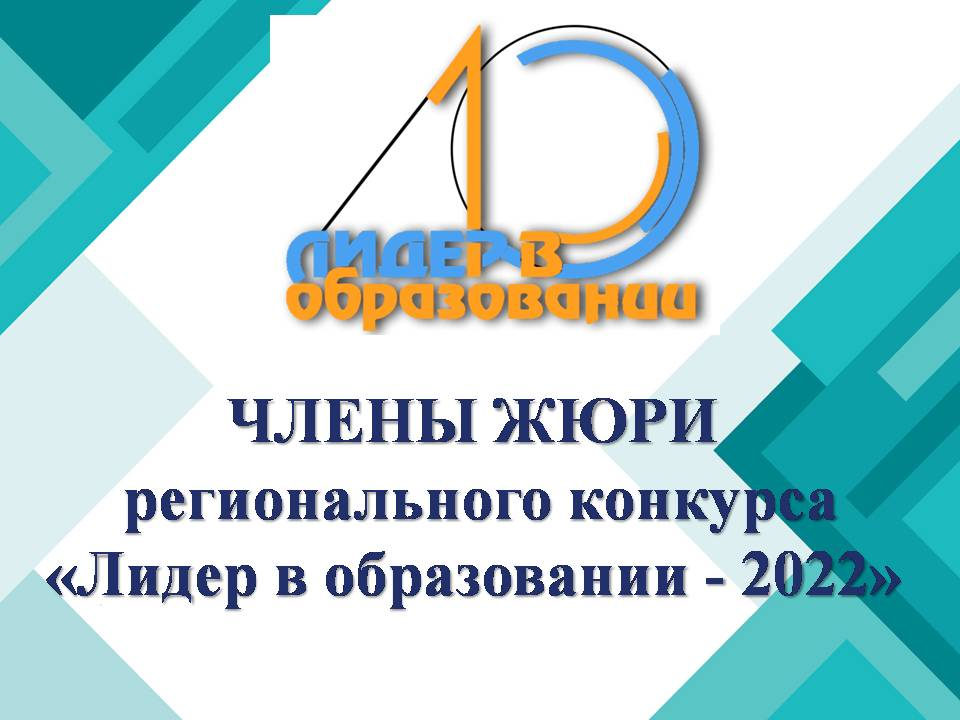 ЛИДЕР В
образовании
ЧЛЕНЫ ЖЮРИ
регионального конкурса
«Лидер в образовании - 2022»